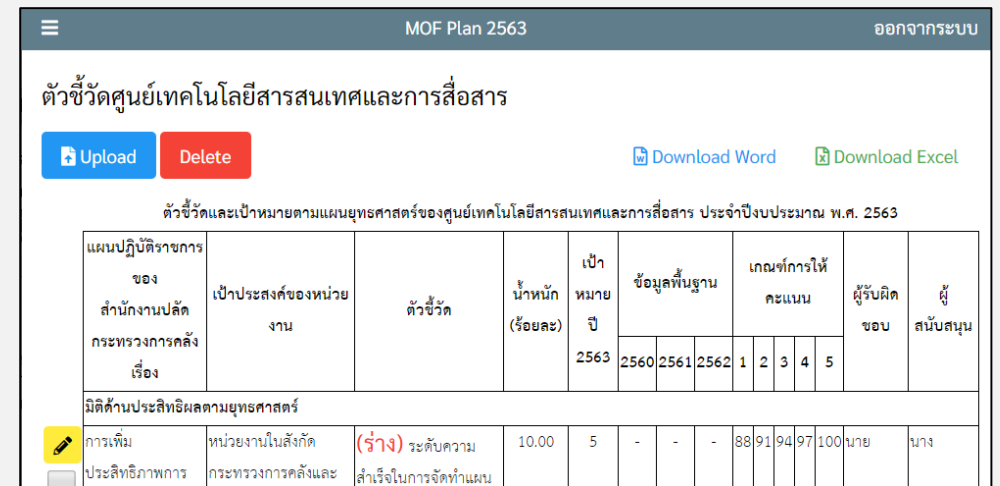 MOF Plan 2563 ออกจากระบบ
ตัวชี้วัดศูนย์เทคโนโลยีสารสนเทศและการสื่อสาร
Upload Delete Download Word Download Excel
ตัวชี้วัดและเป้าหมายตามแผนยุทธศาสตร์ของศูนย์เทคโนโลยีสารสนเทและการสื่อสาร ประจำปีงบประมาณ พ.ศ. 2563
แผนปฏิบัติราชการ
ของ
สำนักงานปลัด
กระทรวงการคลัง
เรื่อง
เป้าประสงค์ของหน่วย
งาน
ตัวชี้วัด
น้ำหนัก
(ร้อยละ)
เป้า
หมาย
ปี
2563
ข้อมูลพื้นฐาน
2560 2561 2562
เกณฑ์การให้
คะแนน
1 2 3 4 5
ผู้รับผิด
ชอบ
ผู้
สนับสนุน
มิติด้านประสิทธิผลตามยุทธศาสตร์
การเพิ่ม
ประสิทธิภาพการ
หน่วยงานในสังกัด
กระทรวงการคลังและ
(ร่าง) ระดับความ
สำเร็จในการจัดทำแผน
10.00 5 - - - 88 91 94 97 100 นาย นาง